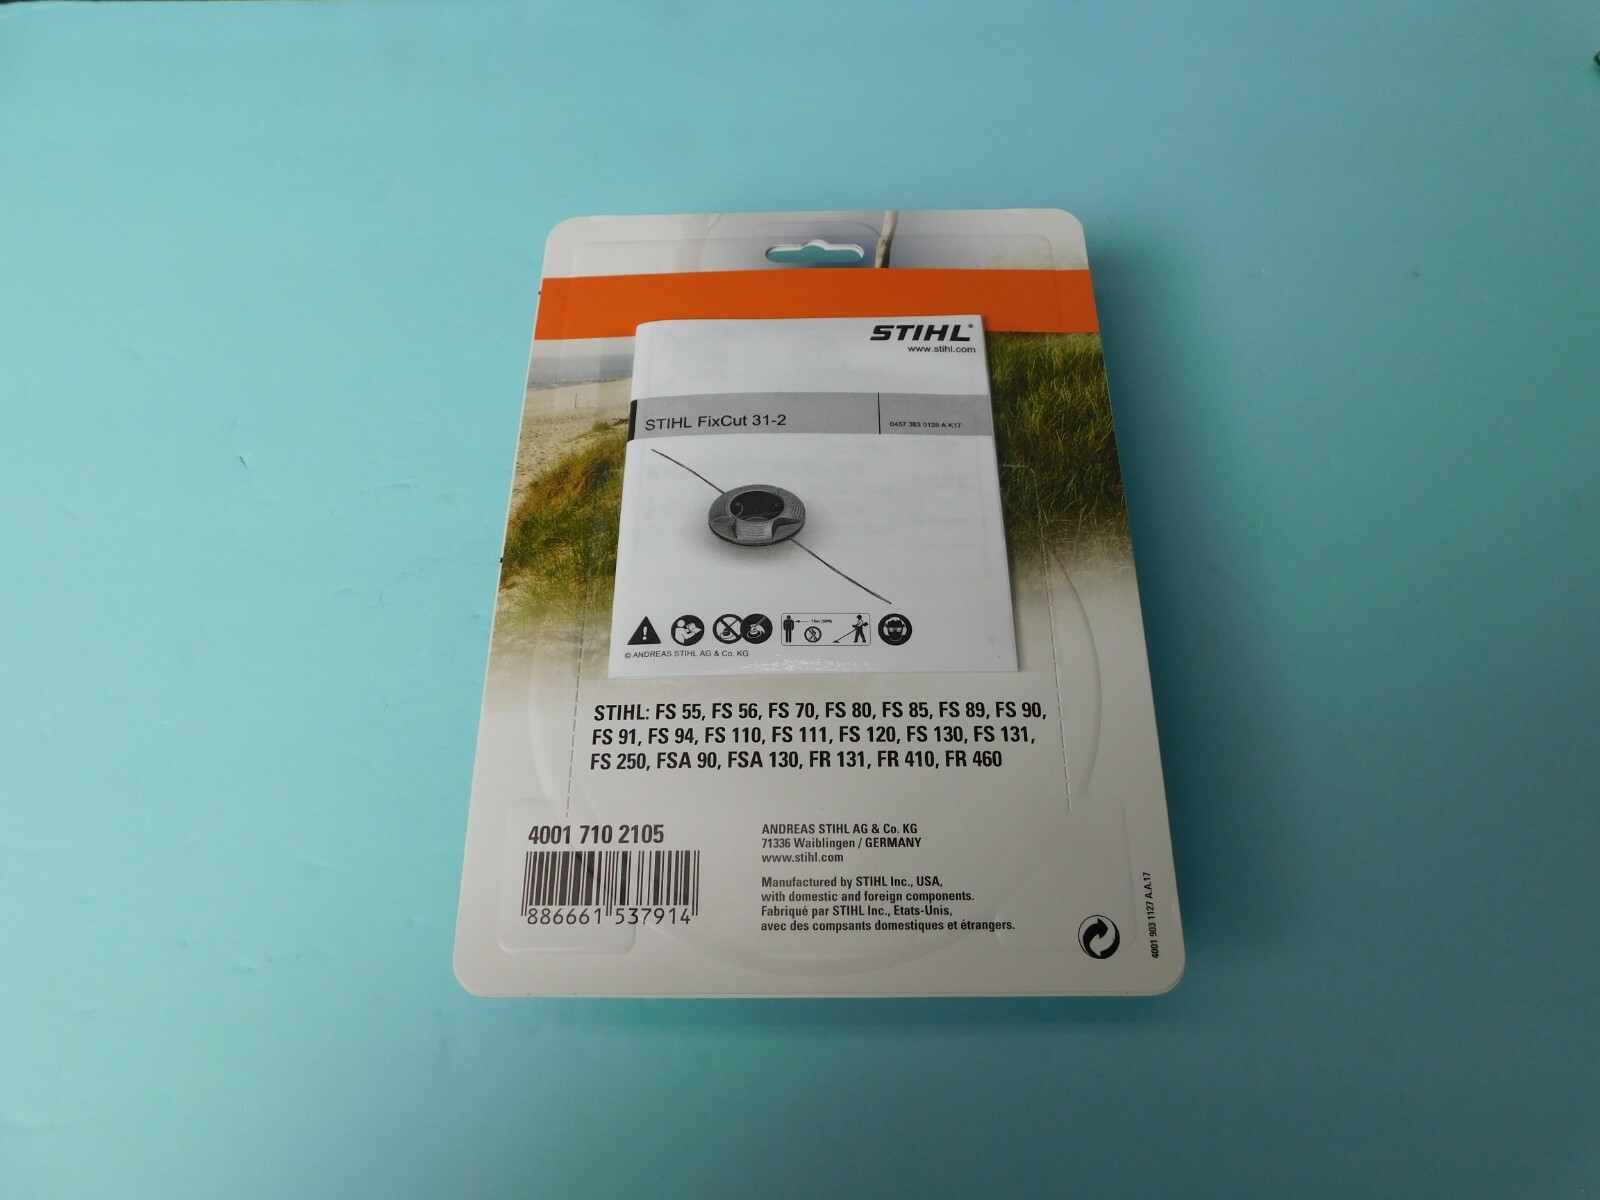 STIHL®
www.stihl.com
STIHL FixCut 31-2
0457 363 0126 A K17
15m (50ft)
© ANDREAS STIHL AG & Co. KG
STIHL: FS 55, FS 56, FS 70, FS 80, FS 85, FS 89, FS 90,
FS 91, FS 94, FS 110, FS 111, FS 120, FS 130, FS 131,
FS 250, FSA 90, FSA 130, FR 131, FR 410, FR 460
4001 710 2105
886661 537914
ANDREAS STIHL AG & Co. KG
71336 Waiblingen / GERMANY
www.stihl.com
Manufactured by STIHL Inc., USA,
with domestic and foreign components.
Fabriqué par STIHL Inc., Etats-Unis,
avec des compsants domestiques et étrangers.
4001 903 1127 A.A.17